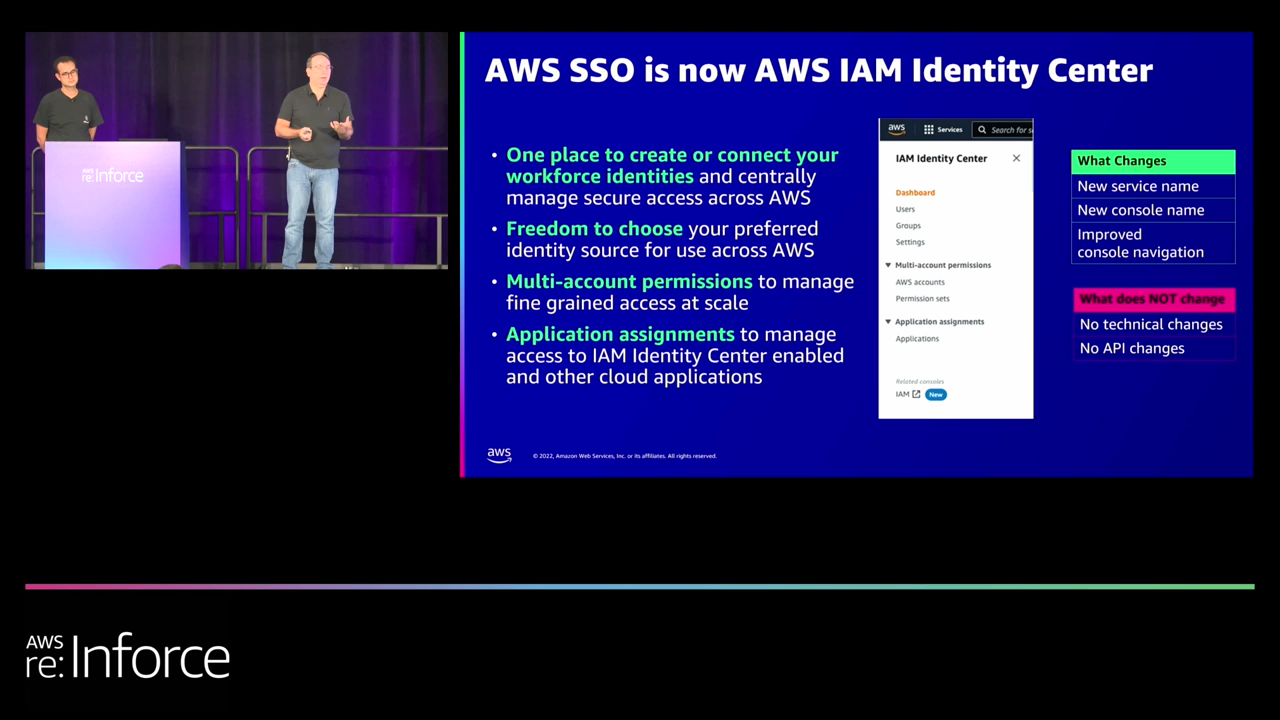 AWS
re:Inforce
AWS SSO is now AWS IAM Identity Center
• One place to create or connect your
workforce identities and centrally
manage secure access across AWS
• Freedom to choose your preferred
identity source for use across AWS
• Multi-account permissions to manage
fine grained access at scale
• Application assignments to manage
access to IAM Identity Center enabled
and other cloud applications
aws
Services
Search for s
IAM Identity Center
Dashboard
Users
Groups
Settings
Multi-account permissions
AWS accounts
Permission sets
Application assignments
Applications
Related consoles
IAM New
What Changes
New service name
New console name
Improved
console navigation
What does NOT change
No technical changes
No API changes
aws
© 2022, Amazon Web Services, Inc. or its affiliates. All rights reserved.
AWS
re:Inforce